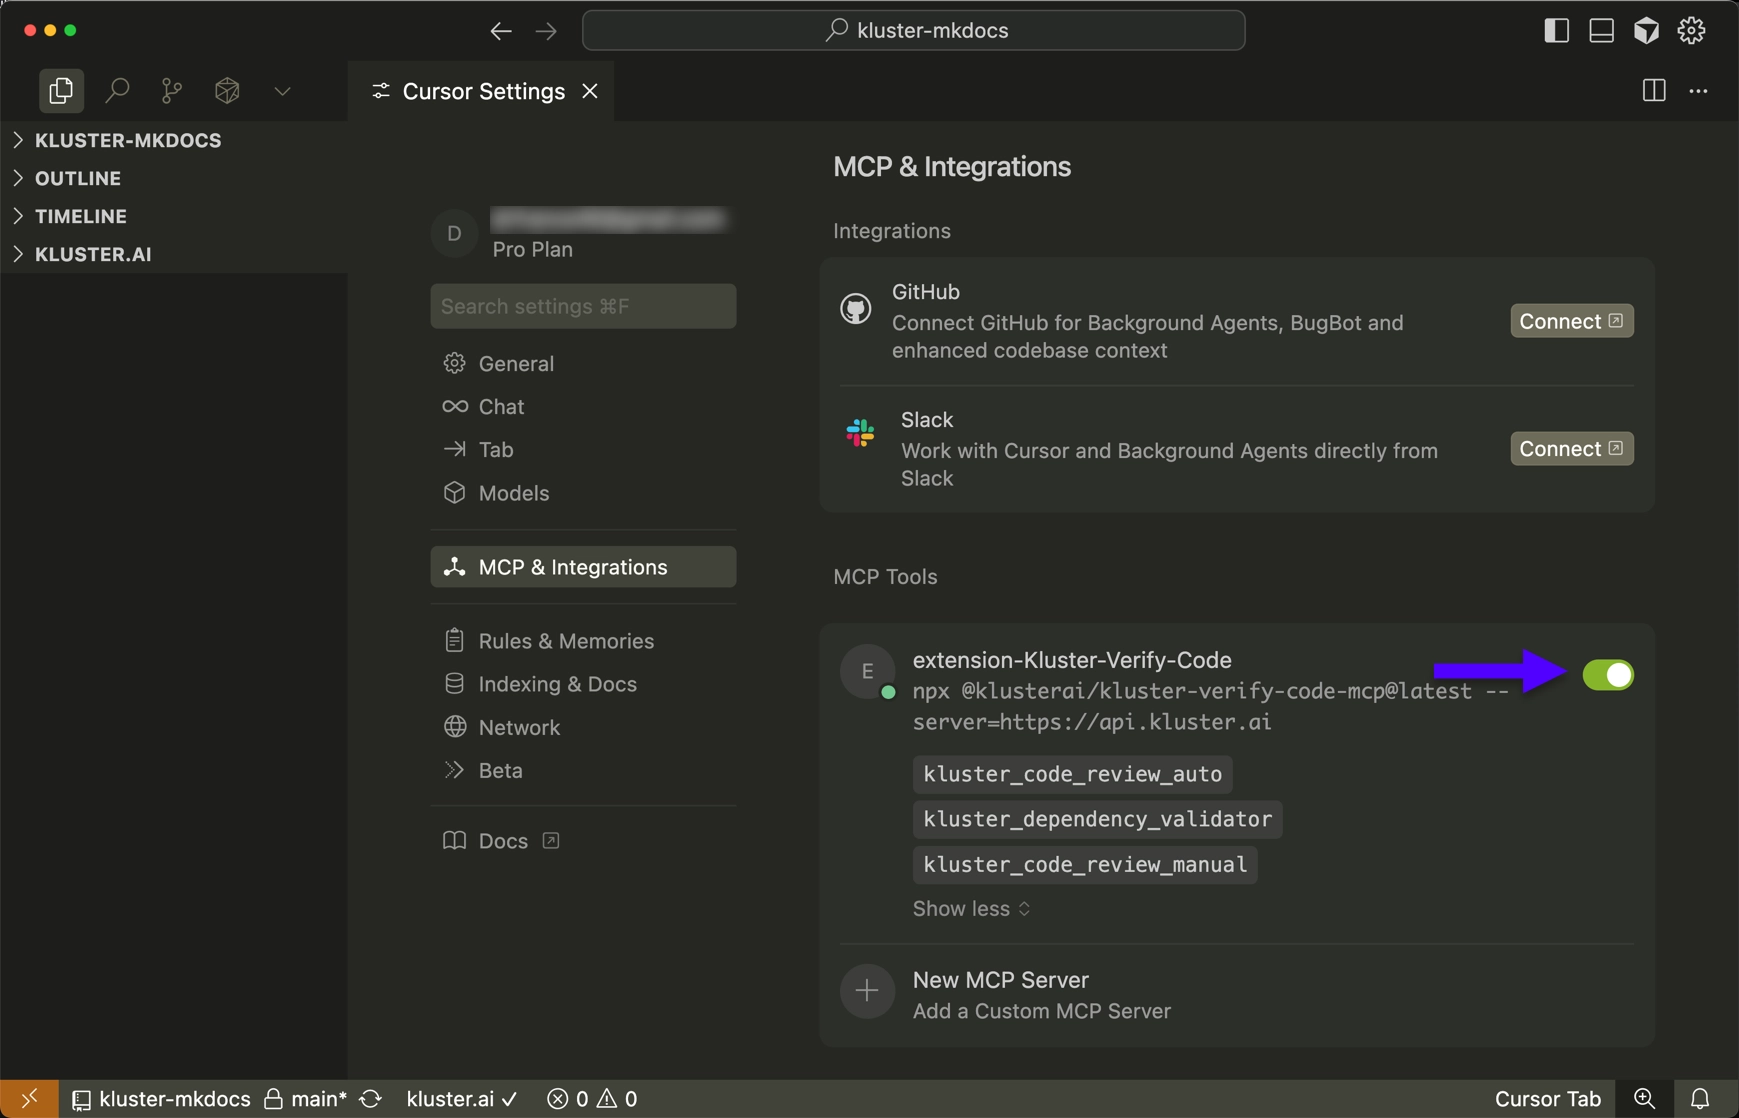 kluster-mkdocs
Cursor Settings
KLUSTER-MKDOCS
OUTLINE
TIMELINE
KLUSTER.AI
D
Pro Plan
Search settings ⌘F
General
Chat
Tab
Models
MCP & Integrations
Rules & Memories
Indexing & Docs
Network
Beta
Docs
MCP & Integrations
Integrations
GitHub
Connect GitHub for Background Agents, BugBot and
enhanced codebase context
Connect
Slack
Work with Cursor and Background Agents directly from
Slack
Connect
MCP Tools
E
extension-Kluster-Verify-Code
npx @klusterai/kluster-verify-code-mcp@latest --
server=https://api.kluster.ai
kluster_code_review_auto
kluster_dependency_validator
kluster_code_review_manual
Show less
New MCP Server
Add a Custom MCP Server
kluster-mkdocs main* kluster.ai ✓ 0 0 Cursor Tab